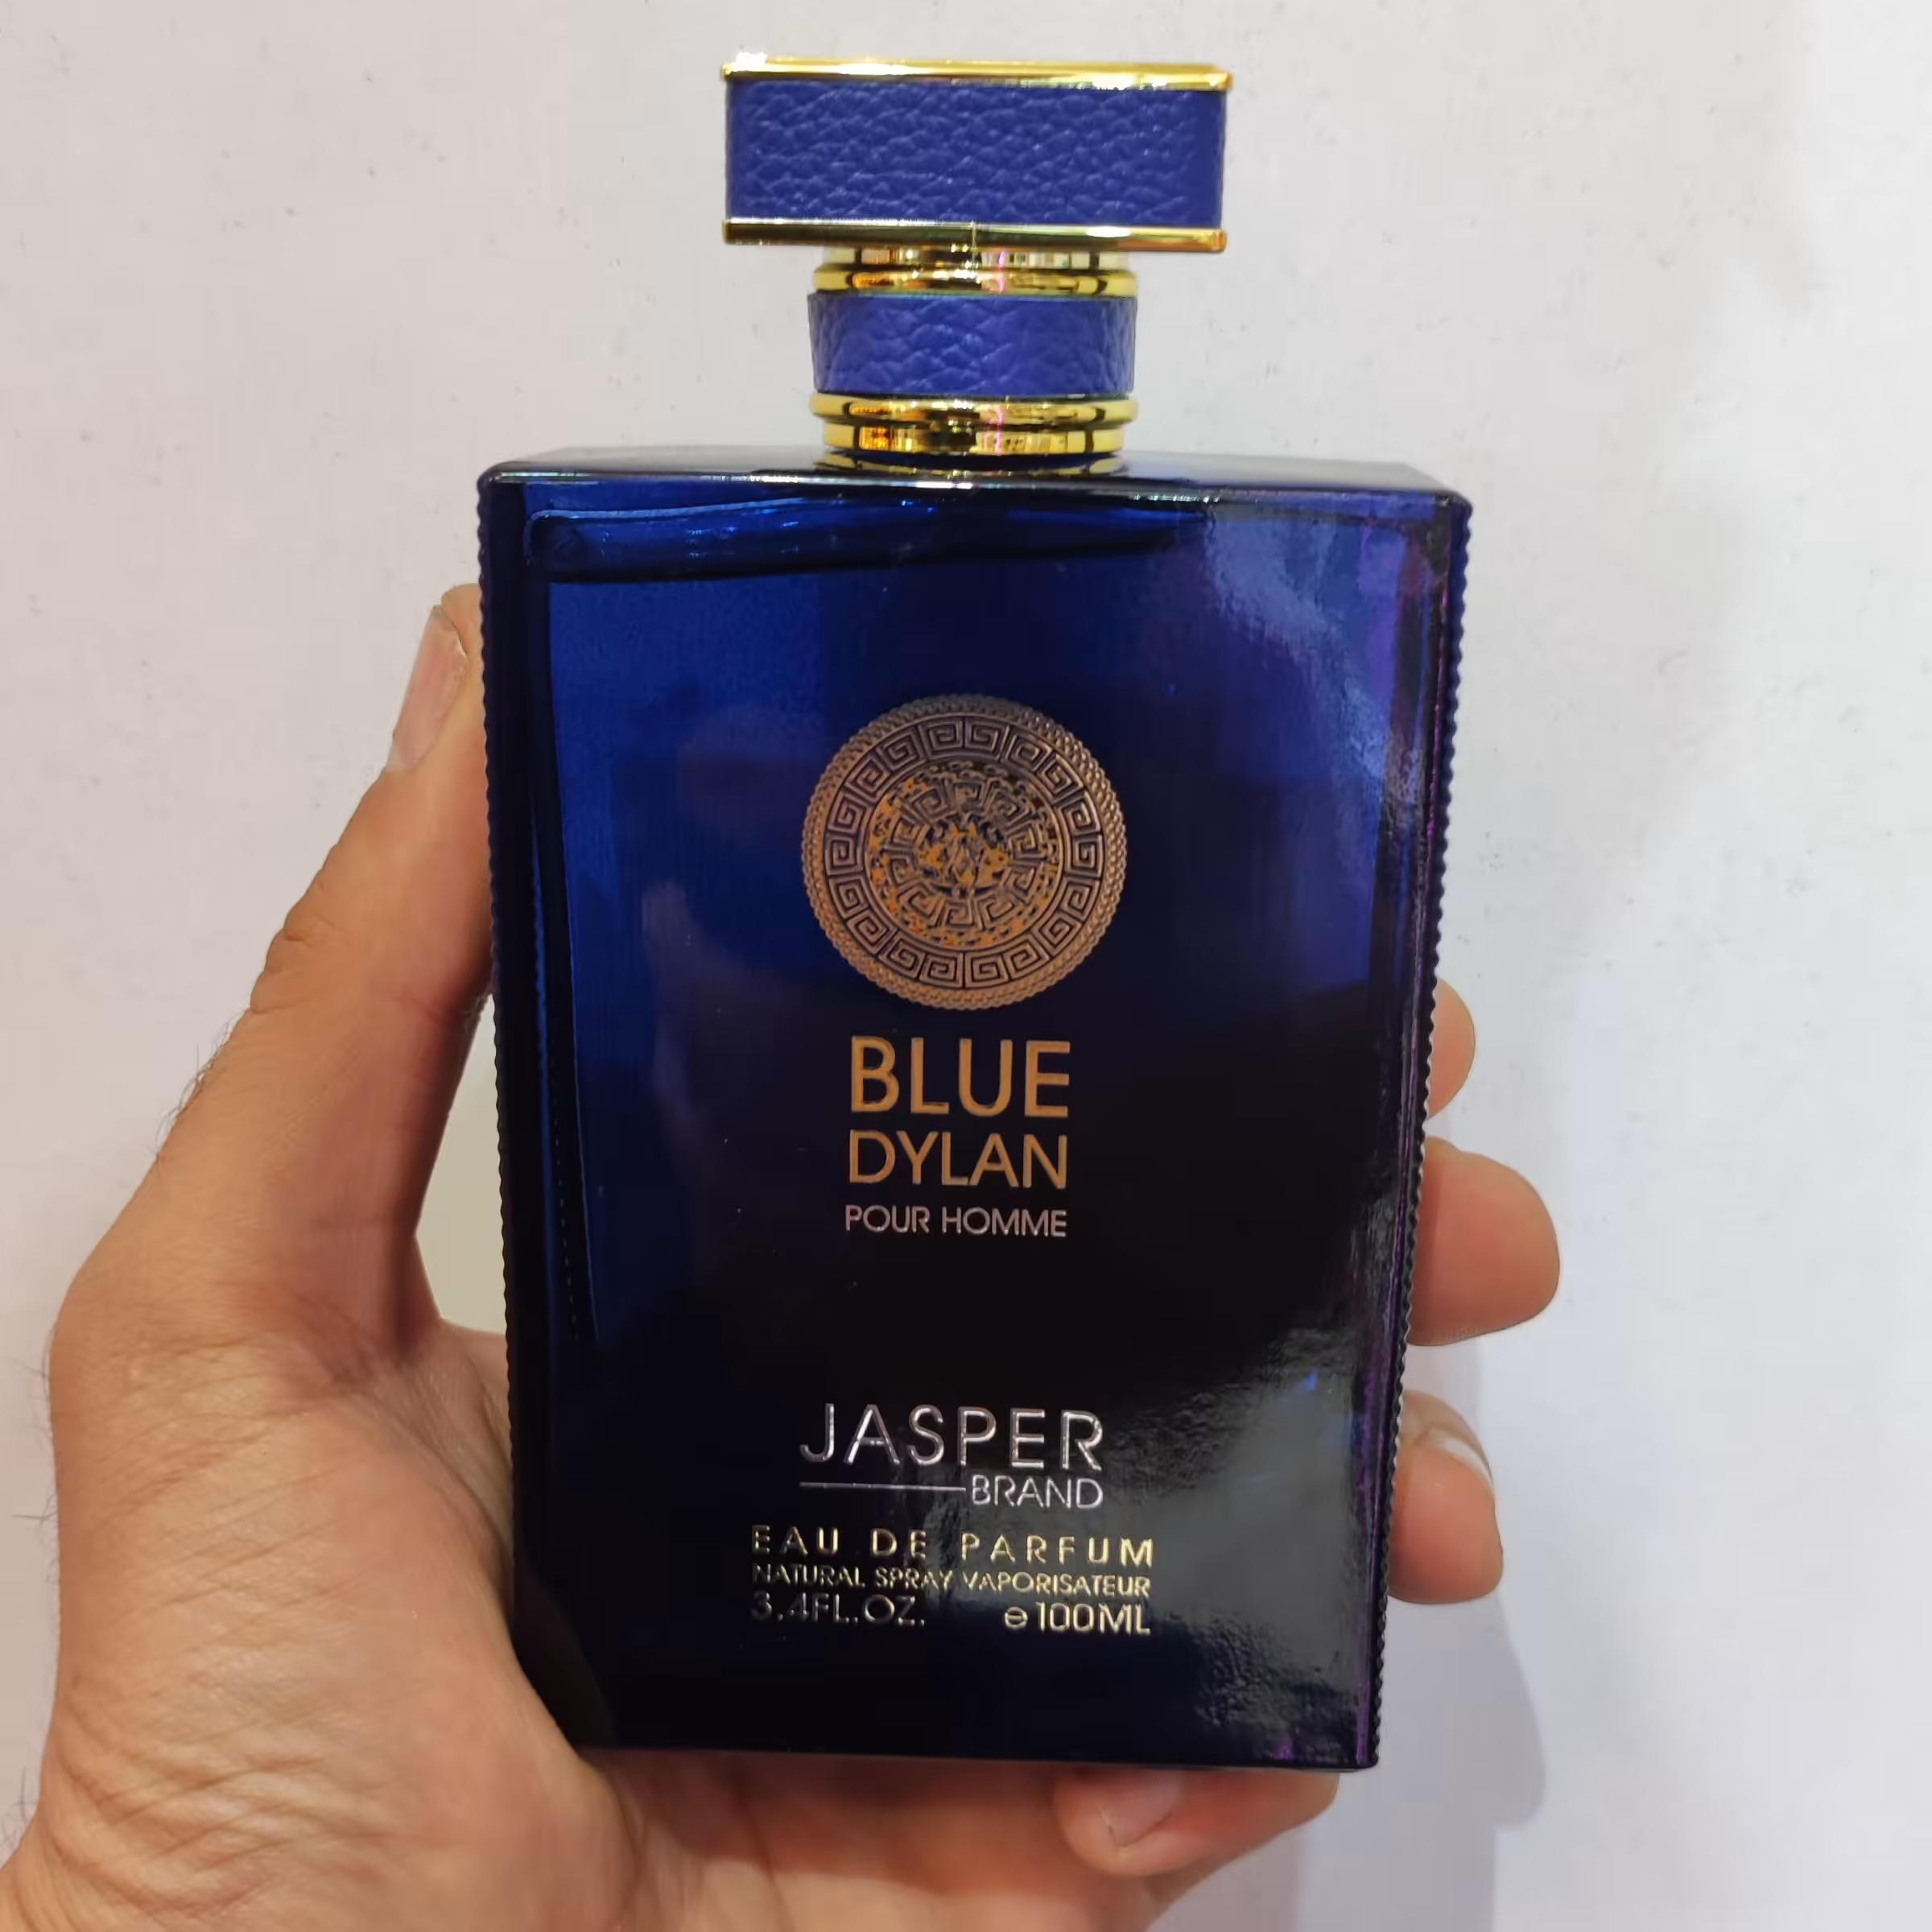 BLUE
DYLAN
POUR HOMME
JASPER
BRAND
EAU DE PARFUM
NATURAL SPRAY VAPORISATEUR
3.4FL.OZ. e100ML